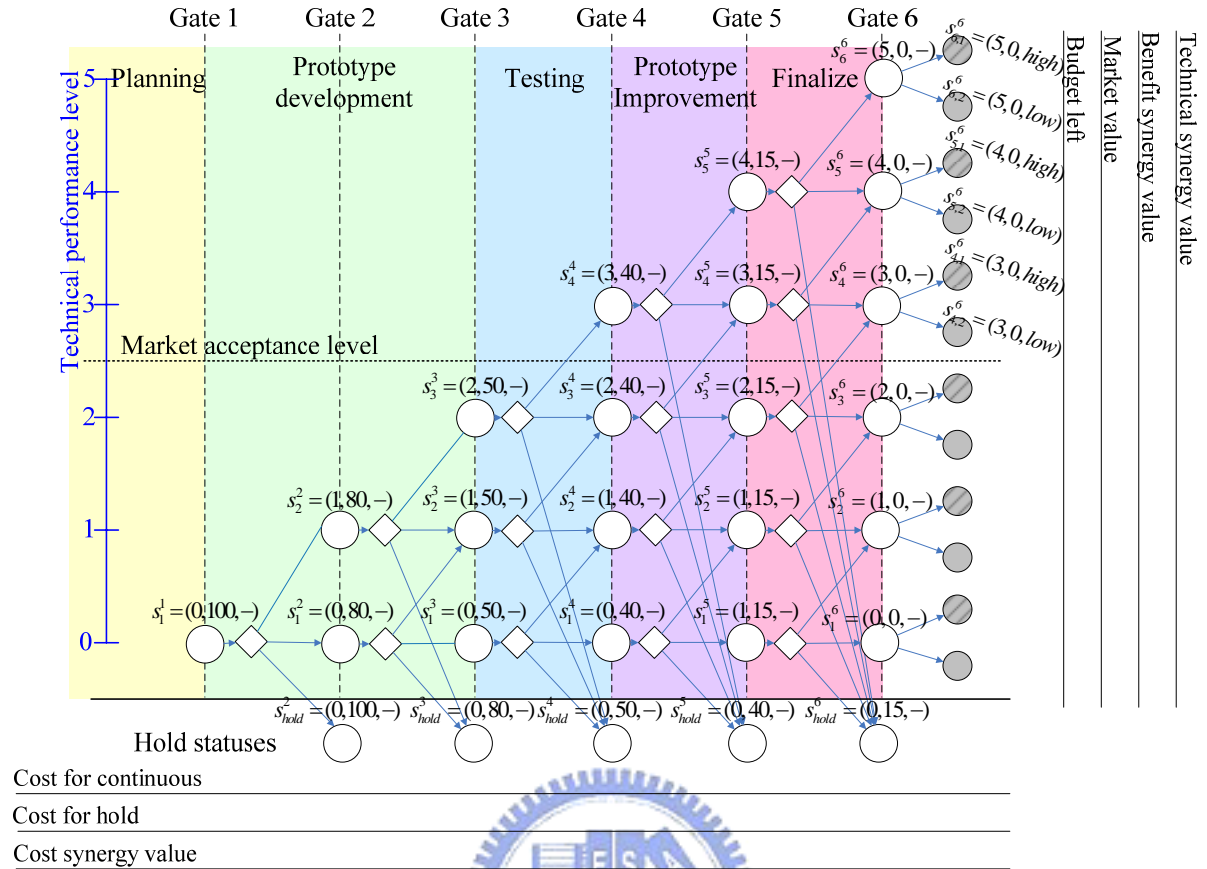 Gate 1 Gate 2 Gate 3 Gate 4 Gate 5 Gate 6
Planning
Prototype
development
Testing
Prototype
Improvement
Finalize
Technical performance level
5
4
3
2
1
0
Market acceptance level
s_6^6 = (5,0,−)
s_5^5 = (4,15,−)
s_5^6 = (4,0,−)
s_4^4 = (3,40,−)
s_4^5 = (3,15,−)
s_4^6 = (3,0,−)
s_3^3 = (2,50,−)
s_3^4 = (2,40,−)
s_3^5 = (2,15,−)
s_3^6 = (2,0,−)
s_2^2 = (1,80,−)
s_2^3 = (1,50,−)
s_2^4 = (1,40,−)
s_2^5 = (1,15,−)
s_2^6 = (1,0,−)
s_1^1 = (0,100,−)
s_1^2 = (0,80,−)
s_1^3 = (0,50,−)
s_1^4 = (0,40,−)
s_1^5 = (1,15,−)
s_1^6 = (0,0,−)
s_{6,1}^6 = (5,0,high)
s_{6,2}^6 = (5,0,low)
s_{5,1}^6 = (4,0,high)
s_{5,2}^6 = (4,0,low)
s_{4,1}^6 = (3,0,high)
s_{4,2}^6 = (3,0,low)
Budget left
Market value
Benefit synergy value
Technical synergy value
s_{hold}^2 = (0,100,−)
s_{hold}^3 = (0,80,−)
s_{hold}^4 = (0,50,−)
s_{hold}^5 = (0,40,−)
s_{hold}^6 = (0,15,−)
Hold statuses
Cost for continuous
Cost for hold
Cost synergy value